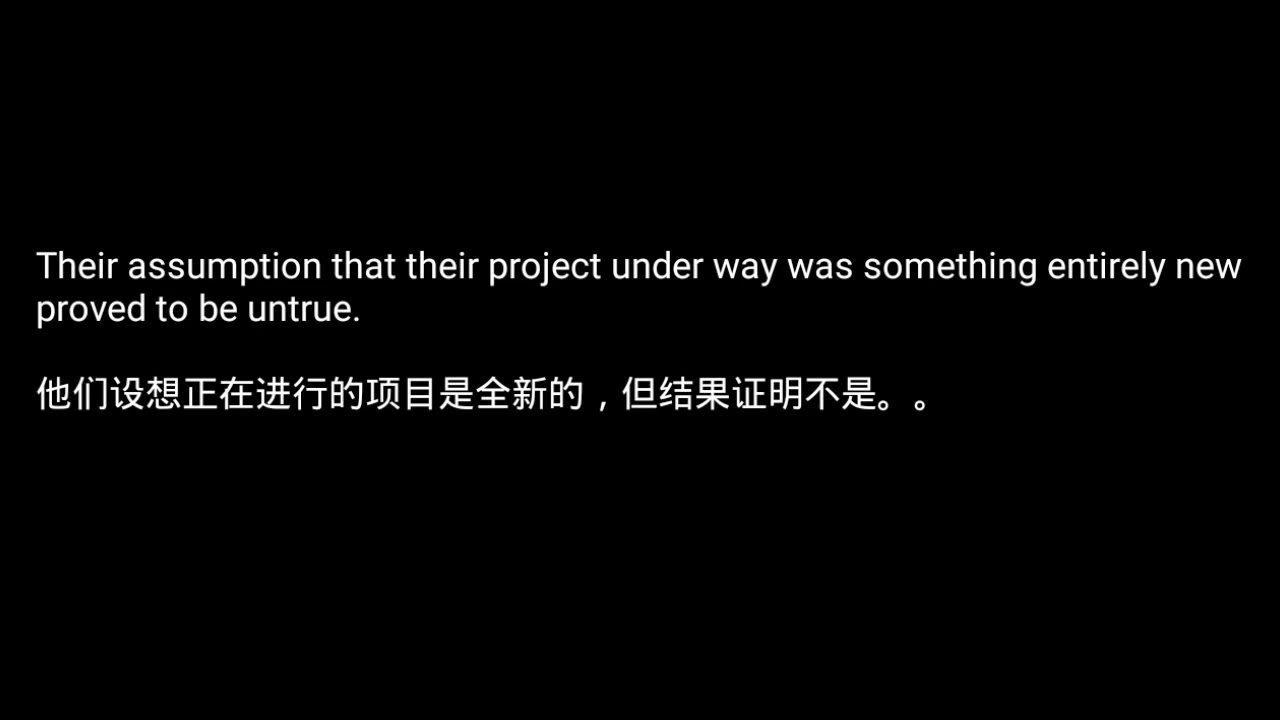 Their assumption that their project under way was something entirely new
proved to be untrue.
他们设想正在进行的项目是全新的，但结果证明不是。。